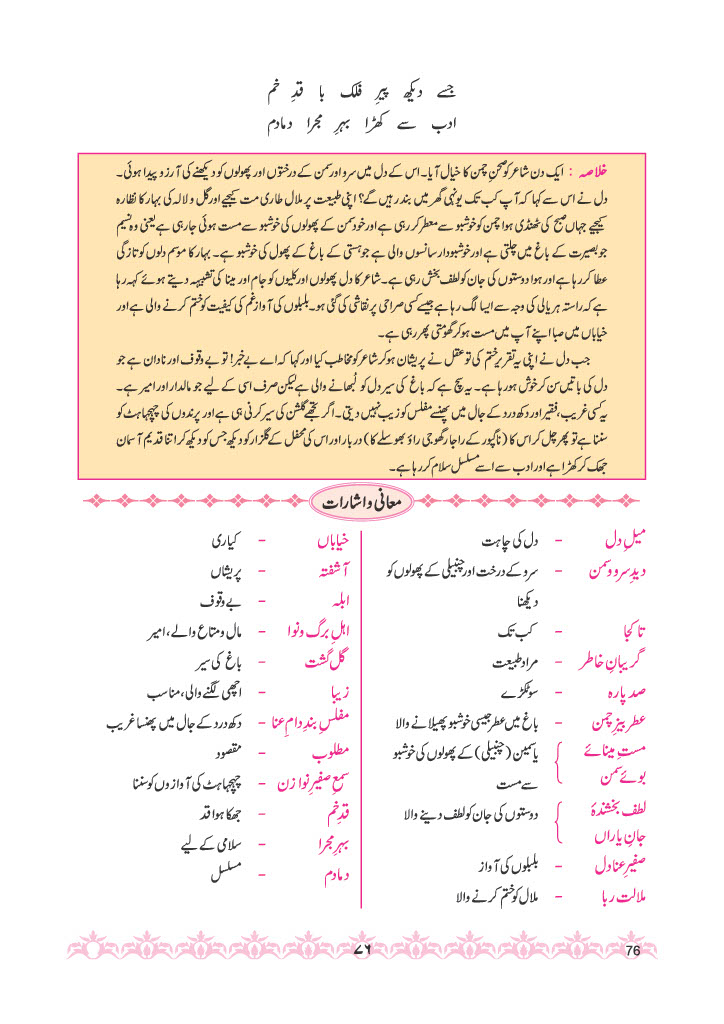 جسے دیکھ پیرِ فلک با قدِ خم
ادب سے کھڑا بہرِ مجرا دمادم
خلاصہ : ایک دن شاعر کو صحنِ چمن کا خیال آیا۔ اس کے دل میں سرو اور سمن کے درختوں اور پھولوں کو دیکھنے کی آرزو پیدا ہوئی۔
دل نے اس سے کہا کہ آپ کب تک یونہی گھر میں بند رہیں گے؟ اپنی طبیعت پر ملال طاری مت کیجیے اور گل و لالہ کی بہار کا نظارہ
کیجیے جہاں صبح کی ٹھنڈی ہوا چمن کو خوشبو سے معطر کر رہی ہے اور خود سمن کے پھولوں کی خوشبو سے مست ہوئی جا رہی ہے یعنی وہ نسیم
جو بصیرت کے باغ میں چلتی ہے اور خوشبودار سانسوں والی ہے جو ہستی کے باغ کے پھول کی خوشبو ہے۔ بہار کا موسم دلوں کو تازگی
عطا کر رہا ہے اور ہوا دوستوں کی جان کو لطف بخش رہی ہے۔ شاعر کا دل پھولوں اور کلیوں کو جام اور مینا کی تشبیہہ دیتے ہوئے کہہ رہا
ہے کہ راستہ ہریالی کی وجہ سے ایسا لگ رہا ہے جیسے کسی صراحی پر نقاشی کی گئی ہو۔ بلبلوں کی آواز غم کی کیفیت کو ختم کرنے والی ہے اور
خیاباں میں صبا اپنے آپ میں مست ہو کر گھومتی پھر رہی ہے۔
جب دل نے اپنی یہ تقریر ختم کی تو عقل نے پریشان ہو کر شاعر کو مخاطب کیا اور کہا کہ اے بے خبر! تو بے وقوف اور نادان ہے جو
دل کی باتیں سن کر خوش ہو رہا ہے۔ یہ سچ ہے کہ باغ کی سیر دل کو لُبھانے والی ہے لیکن صرف اسی کے لیے جو مالدار اور امیر ہے۔
یہ کسی غریب، فقیر اور دکھ درد کے جال میں پھنسے مفلس کو زیب نہیں دیتی۔ اگر تجھے گلشن کی سیر کرنی ہی ہے اور پرندوں کی چہچہاہٹ کو
سننا ہے تو پھر چل کر اس کا (ناگپور کے راجا رگھوجی راؤ بھوسلے کا) دربار اور اس کی محفل کے گلزار کو دیکھ جس کو دیکھ کر اتنا قدیم آسمان
جھک کر کھڑا ہے اور ادب سے اسے مسلسل سلام کر رہا ہے۔
معانی و اشارات
میلِ دل - دل کی چاہت
دیدِ سرو و سمن - سرو کے درخت اور چنبیلی کے پھولوں کو
دیکھنا
تا کجا - کب تک
گریبانِ خاطر - مراد طبیعت
صد پارہ - سو ٹکڑے
عطر بیزِ چمن - باغ میں عطر جیسی خوشبو پھیلانے والا
مستِ مینائے - یاسمین (چنبیلی) کے پھولوں کی خوشبو
بوئے سمن سے مست
لطف بخشندۂ - دوستوں کی جان کو لطف دینے والا
جانِ یاراں
صفیرِ عنادل - بلبلوں کی آواز
ملالت ربا - ملال کو ختم کرنے والا
خیاباں - کیاری
آشفتہ - پریشاں
ابلہ - بے وقوف
اہلِ برگ و نوا - مال و متاع والے، امیر
گل گشت - باغ کی سیر
زیبا - اچھی لگنے والی، مناسب
مفلسِ بندِ دامِ عنا - دکھ درد کے جال میں پھنسا غریب
مطلوب - مقصود
سمعِ صفیرِ نوا زن - چہچہاہٹ کی آوازوں کو سننا
قدِ خم - جھکا ہوا قد
بہرِ مجرا - سلامی کے لیے
دمادم - مسلسل
۷۶
76